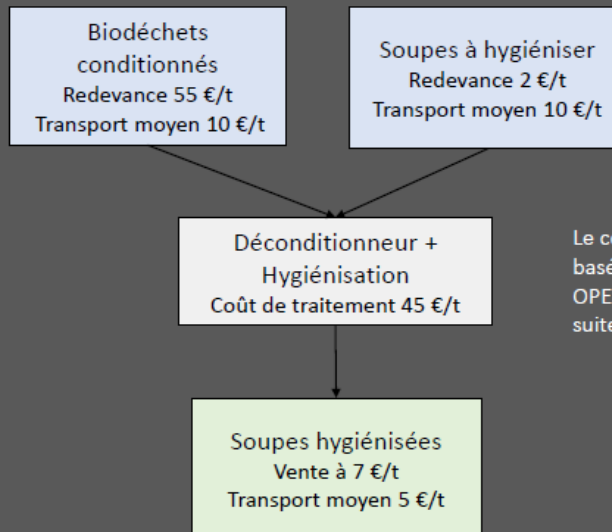 Biodéchets
conditionnés
Redevance 55 €/t
Transport moyen 10 €/t
Soupes à hygiéniser
Redevance 2 €/t
Transport moyen 10 €/t
Déconditionneur +
Hygiénisation
Coût de traitement 45 €/t
Le
basé
OPE
suite
Soupes hygiénisées
Vente à 7 €/t
Transport moyen 5 €/t